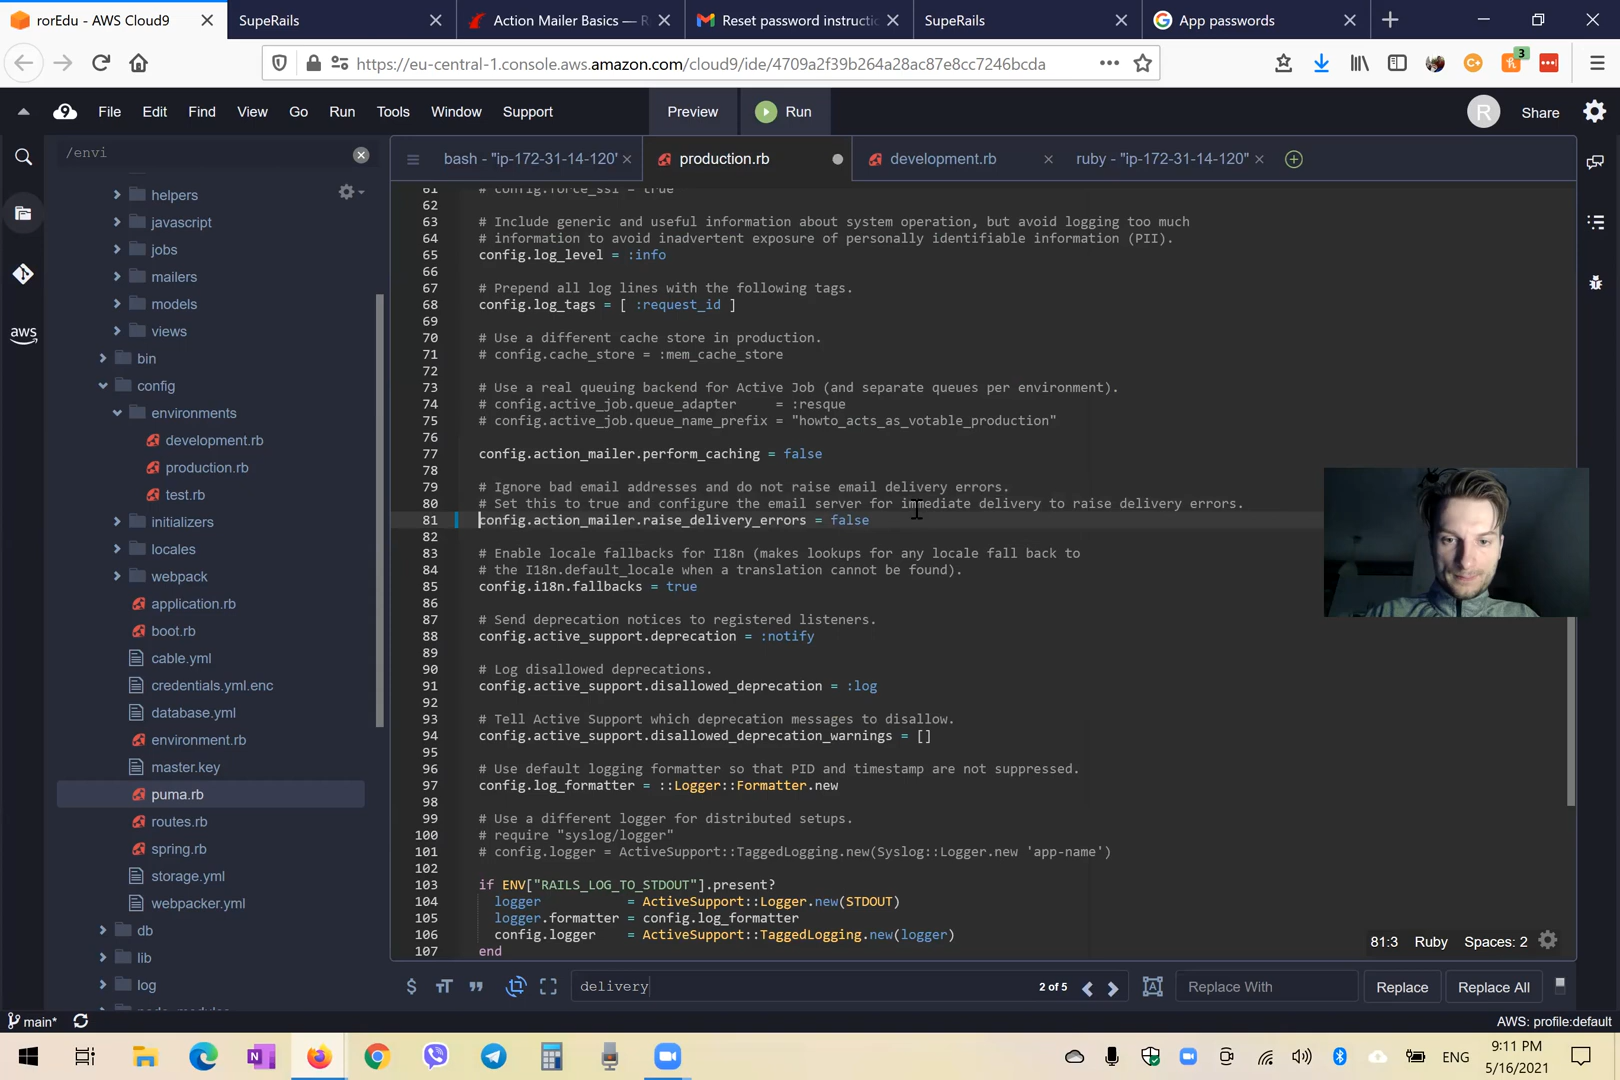 rorEdu - AWS Cloud9
SupeRails
Action Mailer Basics — R
Reset password instructi
SupeRails
App passwords
https://eu-central-1.console.aws.amazon.com/cloud9/ide/4709a2f39b264a28ac87e8cc7246bcda
3
File Edit Find View Go Run Tools Window Support
Preview
Run
R
Share
/envi
bash - "ip-172-31-14-120"
production.rb
development.rb
ruby - "ip-172-31-14-120"
aws
helpers
javascript
jobs
mailers
models
views
bin
config
environments
development.rb
production.rb
test.rb
initializers
locales
webpack
application.rb
boot.rb
cable.yml
credentials.yml.enc
database.yml
environment.rb
master.key
puma.rb
routes.rb
spring.rb
storage.yml
webpacker.yml
db
lib
log
node_modules
61 # config.force_ssl = true
62
63 # Include generic and useful information about system operation, but avoid logging too much
64 # information to avoid inadvertent exposure of personally identifiable information (PII).
65 config.log_level = :info
66
67 # Prepend all log lines with the following tags.
68 config.log_tags = [ :request_id ]
69
70 # Use a different cache store in production.
71 # config.cache_store = :mem_cache_store
72
73 # Use a real queuing backend for Active Job (and separate queues per environment).
74 # config.active_job.queue_adapter     = :resque
75 # config.active_job.queue_name_prefix = "howto_acts_as_votable_production"
76
77 config.action_mailer.perform_caching = false
78
79 # Ignore bad email addresses and do not raise email delivery errors.
80 # Set this to true and configure the email server for immediate delivery to raise delivery errors.
81 config.action_mailer.raise_delivery_errors = false
82
83 # Enable locale fallbacks for I18n (makes lookups for any locale fall back to
84 # the I18n.default_locale when a translation cannot be found).
85 config.i18n.fallbacks = true
86
87 # Send deprecation notices to registered listeners.
88 config.active_support.deprecation = :notify
89
90 # Log disallowed deprecations.
91 config.active_support.disallowed_deprecation = :log
92
93 # Tell Active Support which deprecation messages to disallow.
94 config.active_support.disallowed_deprecation_warnings = []
95
96 # Use default logging formatter so that PID and timestamp are not suppressed.
97 config.log_formatter = ::Logger::Formatter.new
98
99 # Use a different logger for distributed setups.
100 # require "syslog/logger"
101 # config.logger = ActiveSupport::TaggedLogging.new(Syslog::Logger.new 'app-name')
102
103 if ENV["RAILS_LOG_TO_STDOUT"].present?
104   logger           = ActiveSupport::Logger.new(STDOUT)
105   logger.formatter = config.log_formatter
106   config.logger    = ActiveSupport::TaggedLogging.new(logger)
107 end
81:3 Ruby Spaces: 2
delivery
2 of 5
Replace With
Replace
Replace All
main*
AWS: profile:default
ENG
9:11 PM
5/16/2021